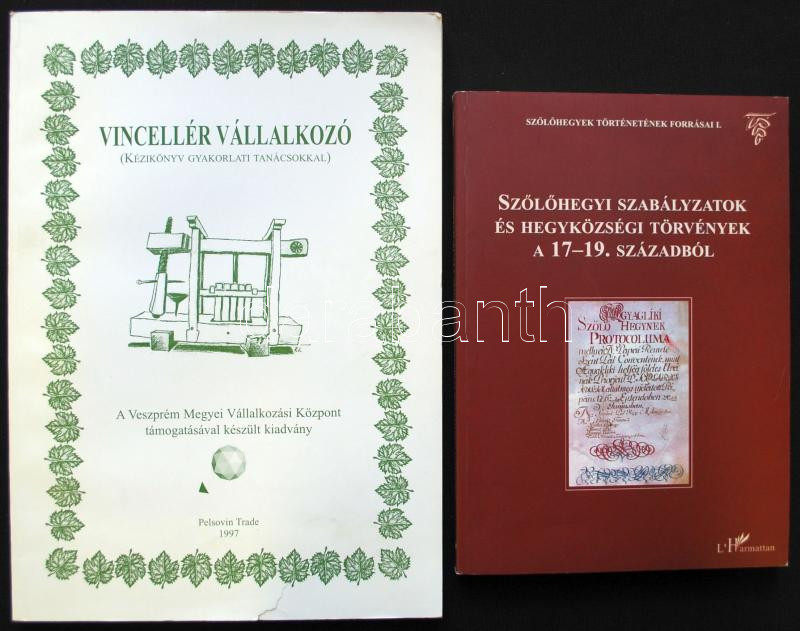 VINCELLÉR VÁLLALKOZÓ
(KÉZIKÖNYV GYAKORLATI TANÁCSOKKAL)
A Veszprém Megyei Vállalkozási Központ
támogatásával készült kiadvány
Pelsovin Trade
1997
SZŐLŐHEGYEK TÖRTÉNETÉNEK FORRÁSAI I.
SZŐLŐHEGYI SZABÁLYZATOK
ÉS HEGYKÖZSÉGI TÖRVÉNYEK
A 17–19. SZÁZADBÓL
SZŐLŐ HEGYNEK
PROTOCOLUMA
L'Harmattan